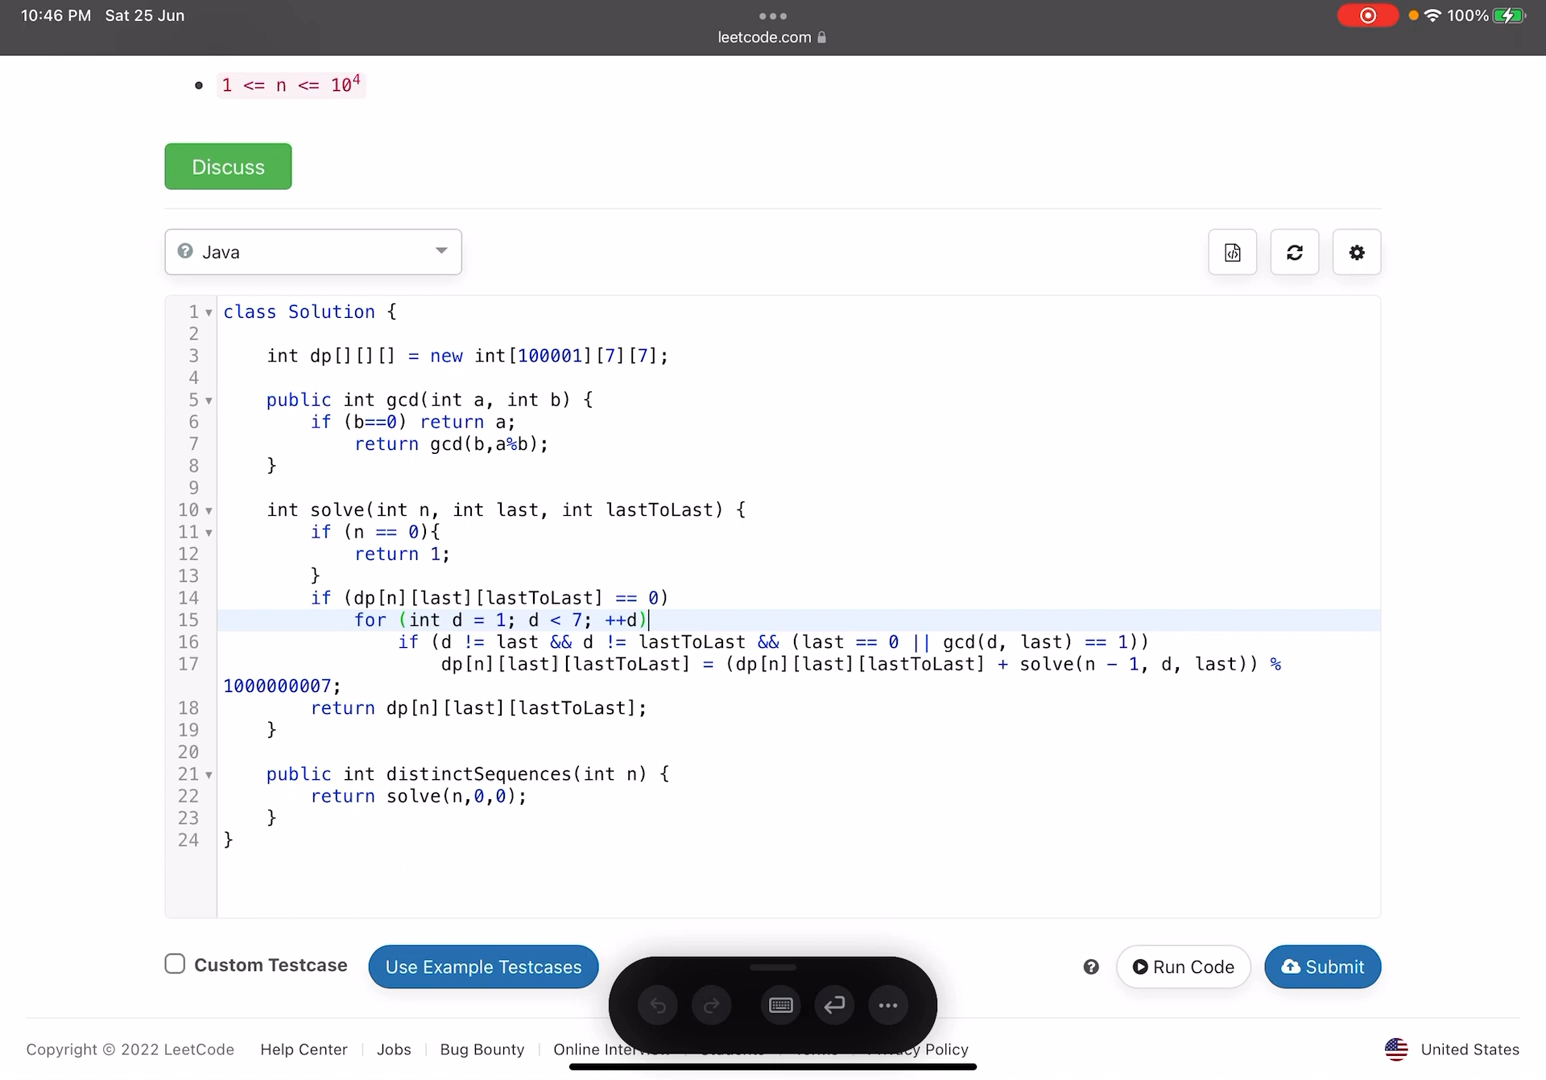 10:46 PM Sat 25 Jun
100%
leetcode.com
1 <= n <= 10⁴
Discuss
Java
1 class Solution {
2
3 int dp[][][] = new int[100001][7][7];
4
5 public int gcd(int a, int b) {
6 if (b==0) return a;
7 return gcd(b,a%b);
8 }
9
10 int solve(int n, int last, int lastToLast) {
11 if (n == 0){
12 return 1;
13 }
14 if (dp[n][last][lastToLast] == 0)
15 for (int d = 1; d < 7; ++d)
16 if (d != last && d != lastToLast && (last == 0 || gcd(d, last) == 1))
17 dp[n][last][lastToLast] = (dp[n][last][lastToLast] + solve(n - 1, d, last)) %
1000000007;
18 return dp[n][last][lastToLast];
19 }
20
21 public int distinctSequences(int n) {
22 return solve(n,0,0);
23 }
24 }
Custom Testcase
Use Example Testcases
Run Code
Submit
Copyright © 2022 LeetCode Help Center Jobs Bug Bounty Online Policy United States